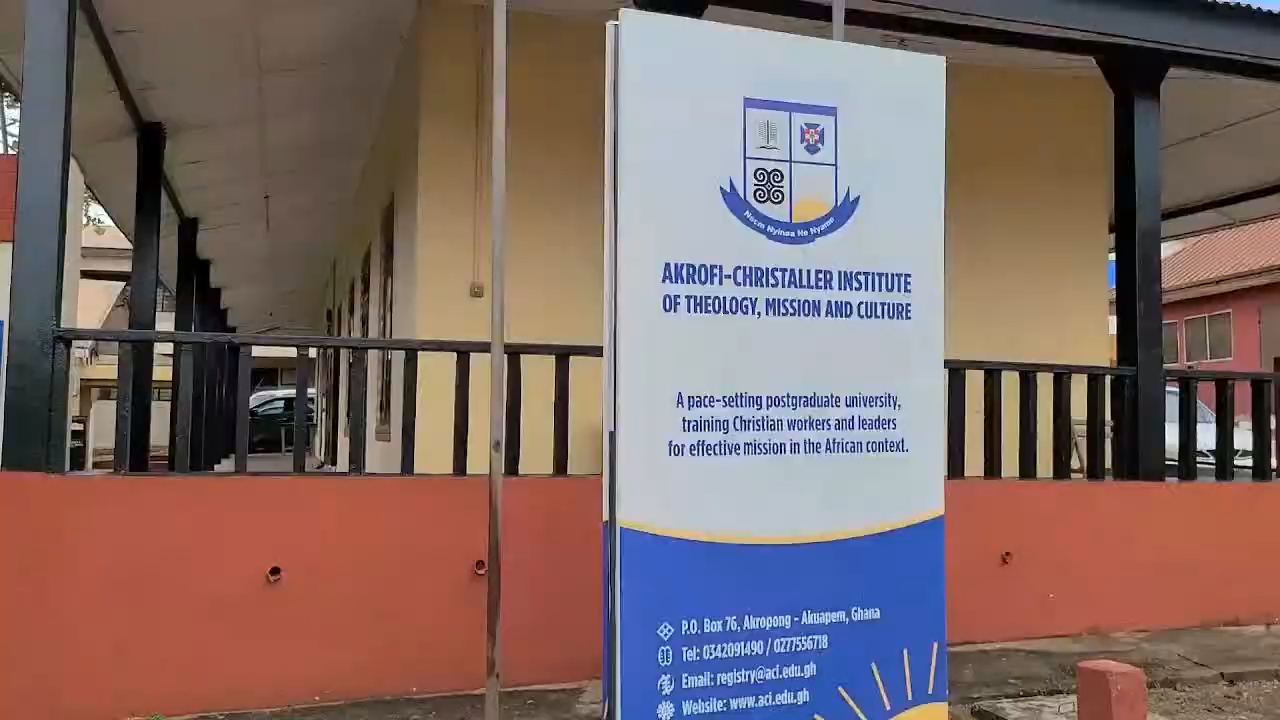 Neεm Nyinaa Ne Nyame
AKROFI-CHRISTALLER INSTITUTE
OF THEOLOGY, MISSION AND CULTURE
A pace-setting postgraduate university,
training Christian workers and leaders
for effective mission in the African context.
P.O. Box 76, Akropong - Akuapem, Ghana
Tel: 0342091490 / 0277556718
Email: registry@aci.edu.gh
Website: www.aci.edu.gh